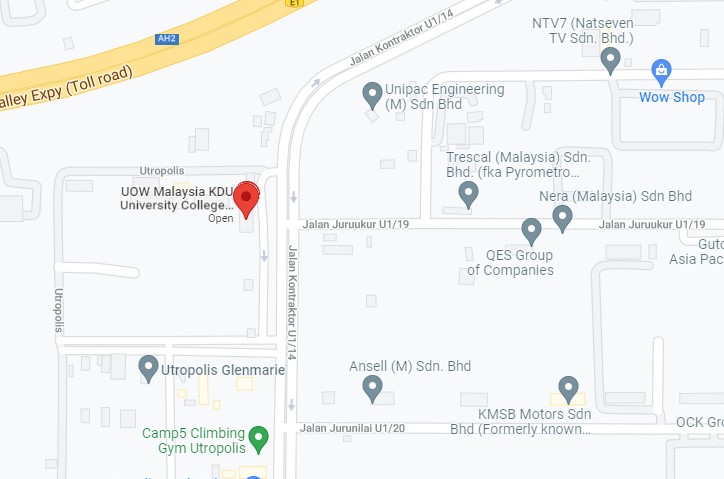 E1
AH2
Jalan Kontraktor U1/14
NTV7 (Natseven
TV Sdn. Bhd.)
alley Expy (Toll road)
Unipac Engineering
(M) Sdn Bhd
Wow Shop
Utropolis
Trescal (Malaysia) Sdn.
Bhd. (fka Pyrometro...
UOW Malaysia KDU
University College...
Open
Nera (Malaysia) Sdn Bhd
Jalan Juruukur U1/19
Jalan Juruukur U1/19
QES Group
of Companies
Guto
Asia Pac
Jalan Kontraktor U1/14
Utropolis
Utropolis Glenmarie
Ansell (M) Sdn. Bhd
KMSB Motors Sdn
Bhd (Formerly known...
Jalan Jurunilai U1/20
OCK Gro
Camp5 Climbing
Gym Utropolis